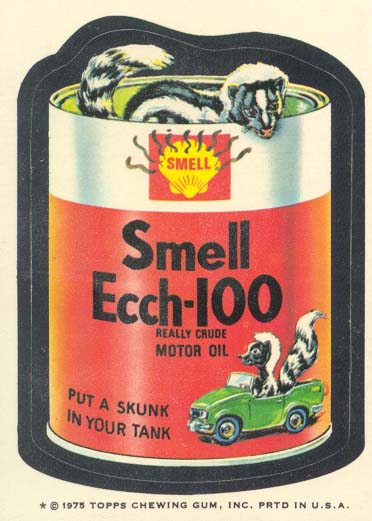 SMELL
Smell
Ecch-100
REALLY CRUDE
MOTOR OIL
PUT A SKUNK
IN YOUR TANK
* © 1975 TOPPS CHEWING GUM, INC. PRTD IN U.S.A.